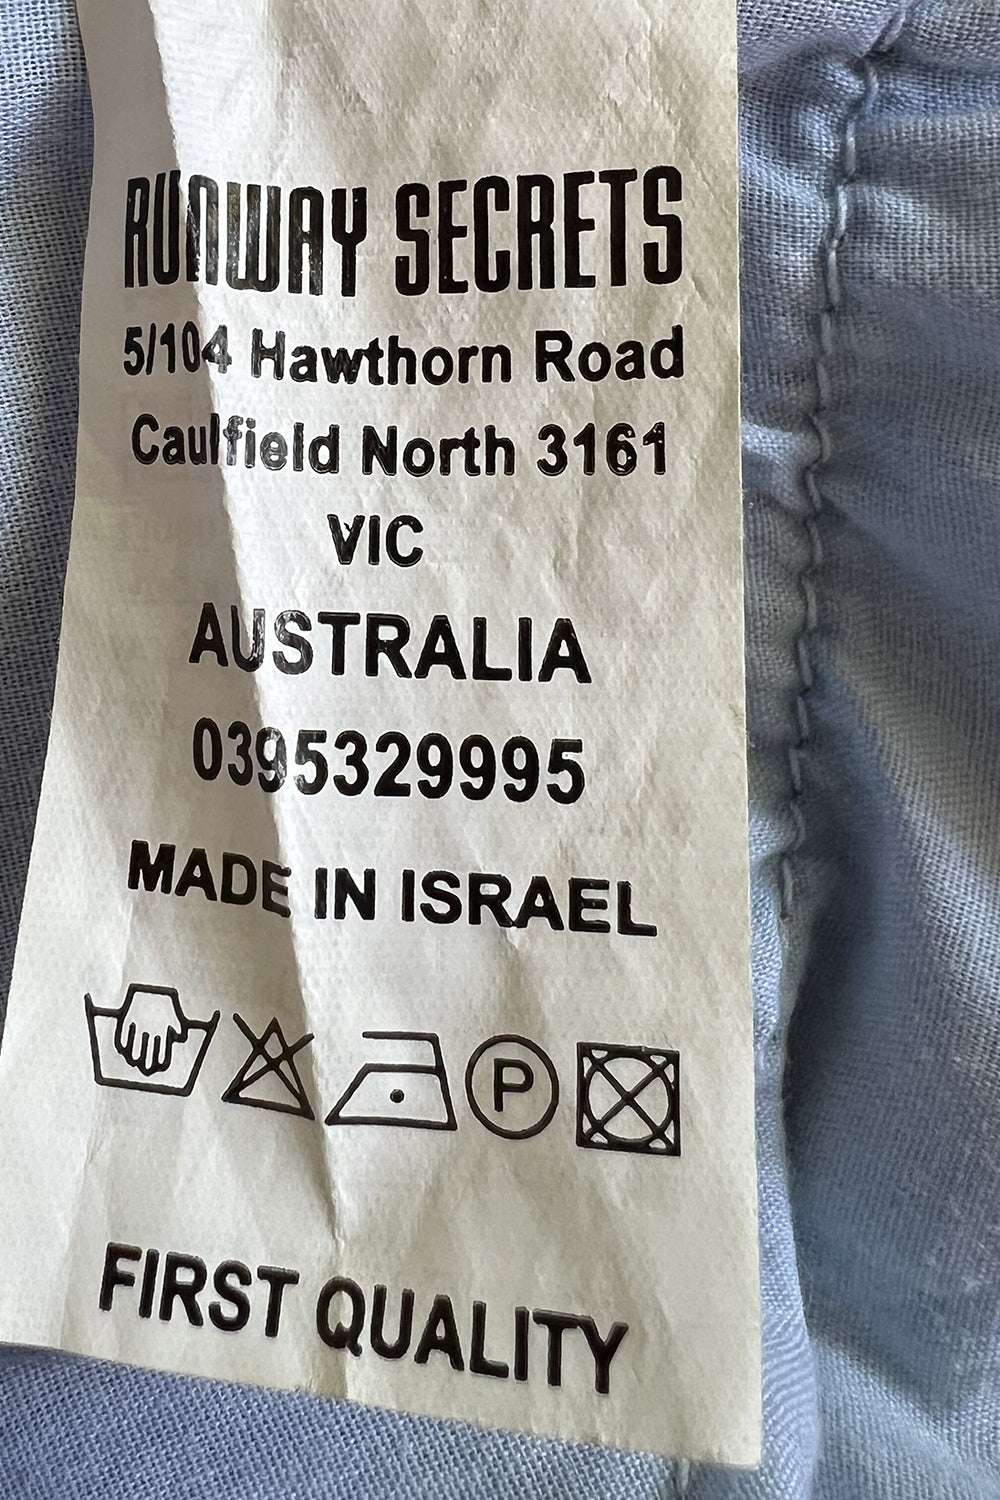 RUNWAY SECRETS
5/104 Hawthorn Road
Caulfield North 3161
VIC
AUSTRALIA
0395329995
MADE IN ISRAEL
P
FIRST QUALITY